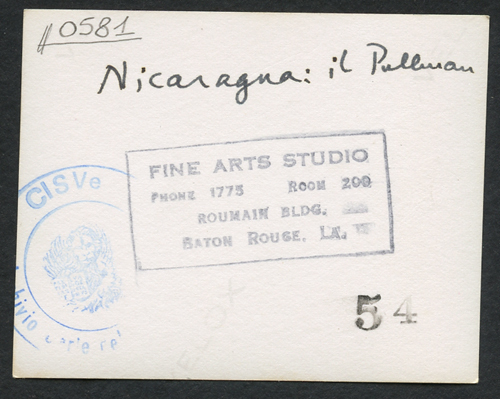 //0581
Nicaragua: il Pullman
FINE ARTS STUDIO
PHONE 1775 ROOM 200
ROUMAIN BLDG.
BATON ROUGE, LA.
CISVe
54